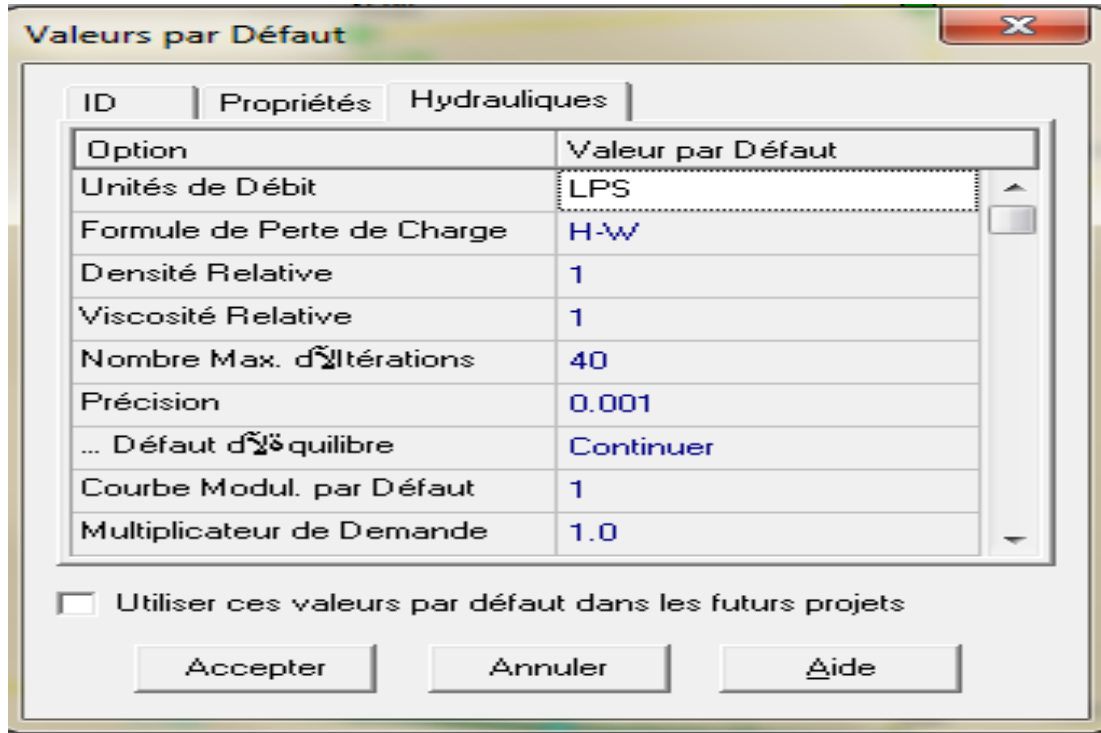 Valeurs par Défaut
ID Propriétés Hydrauliques
Option Valeur par Défaut
Unités de Débit LPS
Formule de Perte de Charge H-W
Densité Relative 1
Viscosité Relative 1
Nombre Max. Itérations 40
Précision 0.001
... Défaut quilibre Continuer
Courbe Modul. par Défaut 1
Multiplicateur de Demande 1.0
Utiliser ces valeurs par défaut dans les futurs projets
Accepter Annuler Aide